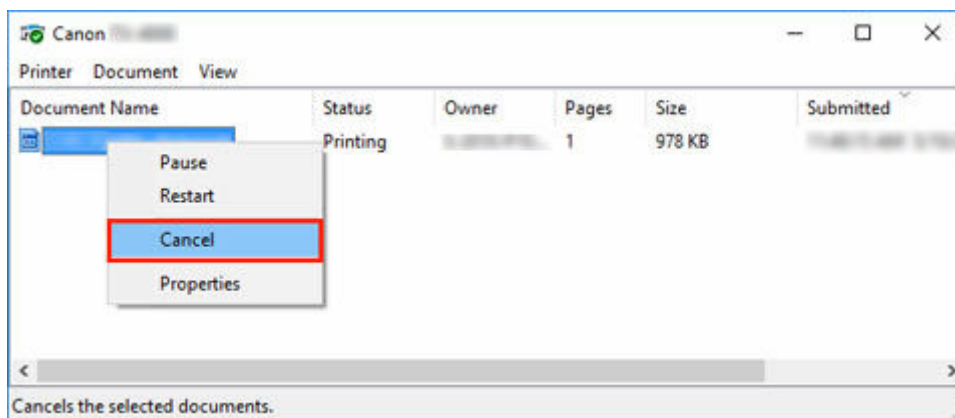 Canon
Printer Document View
Document Name Status Owner Pages Size Submitted
Printing 1 978 KB
Pause
Restart
Cancel
Properties
Cancels the selected documents.